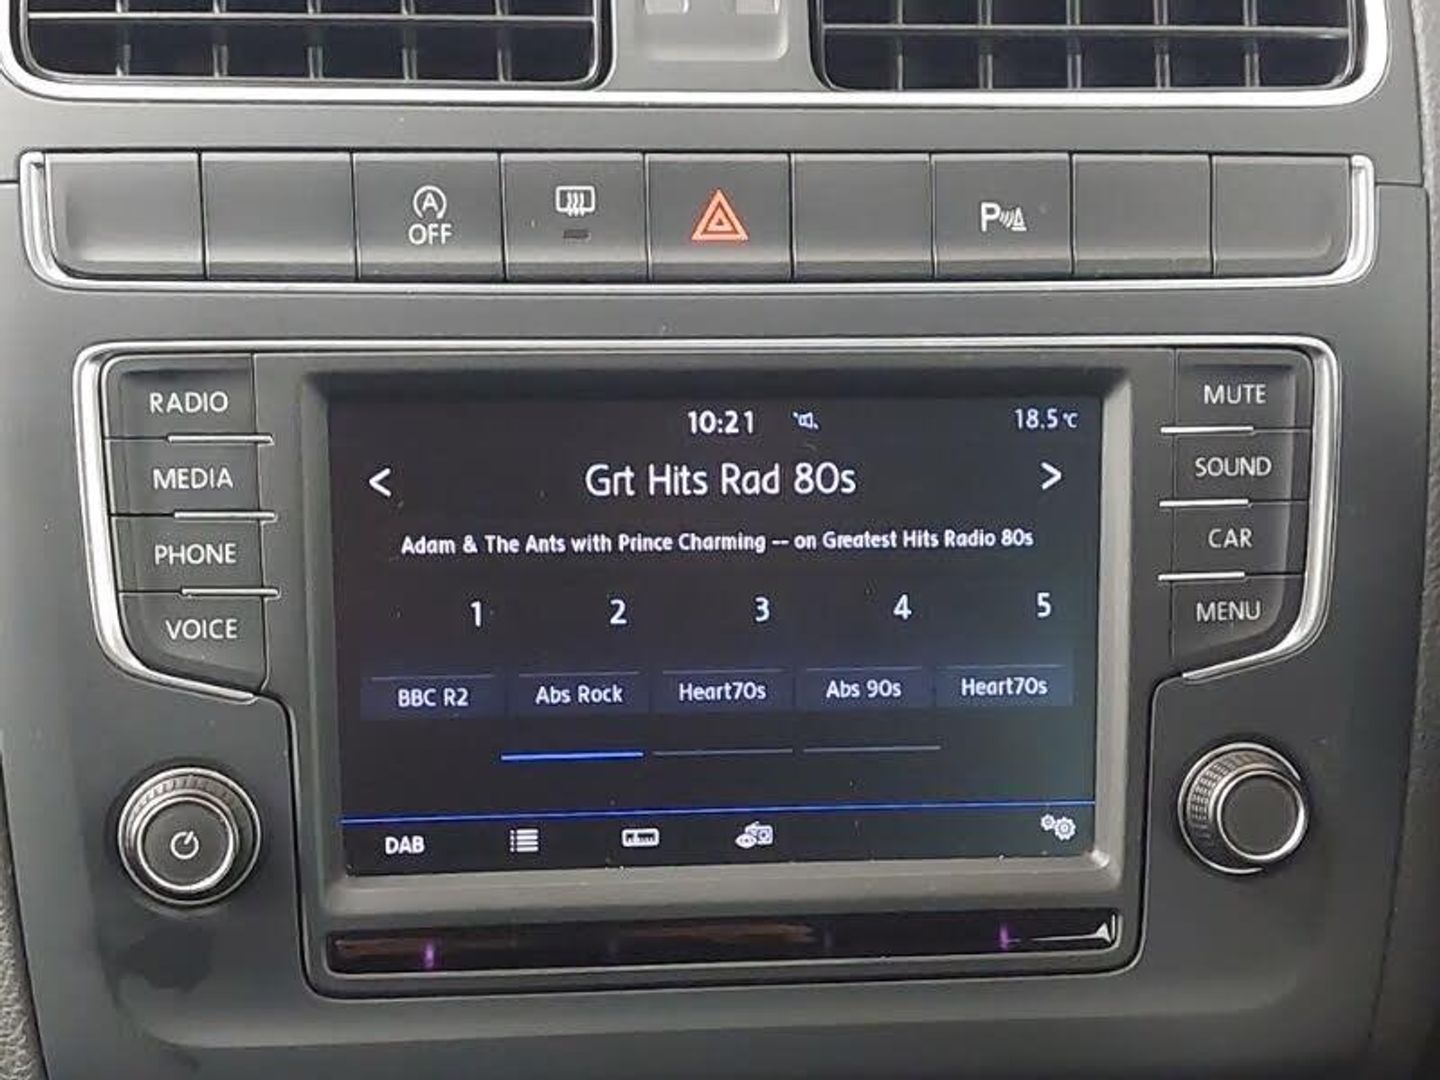 A
OFF
P
RADIO
MEDIA
PHONE
VOICE
10:21
18.5°C
< Grt Hits Rad 80s >
Adam & The Ants with Prince Charming -- on Greatest Hits Radio 80s
1 2 3 4 5
BBC R2 Abs Rock Heart70s Abs 90s Heart70s
DAB
MUTE
SOUND
CAR
MENU